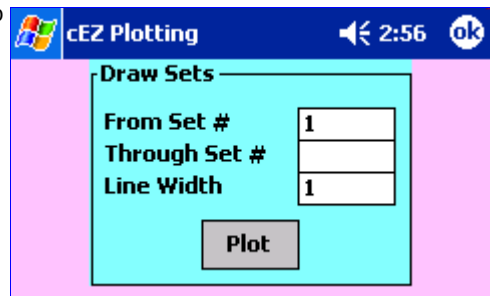 cEZ Plotting 2:56 ok
Draw Sets
From Set # 1
Through Set #
Line Width 1
Plot